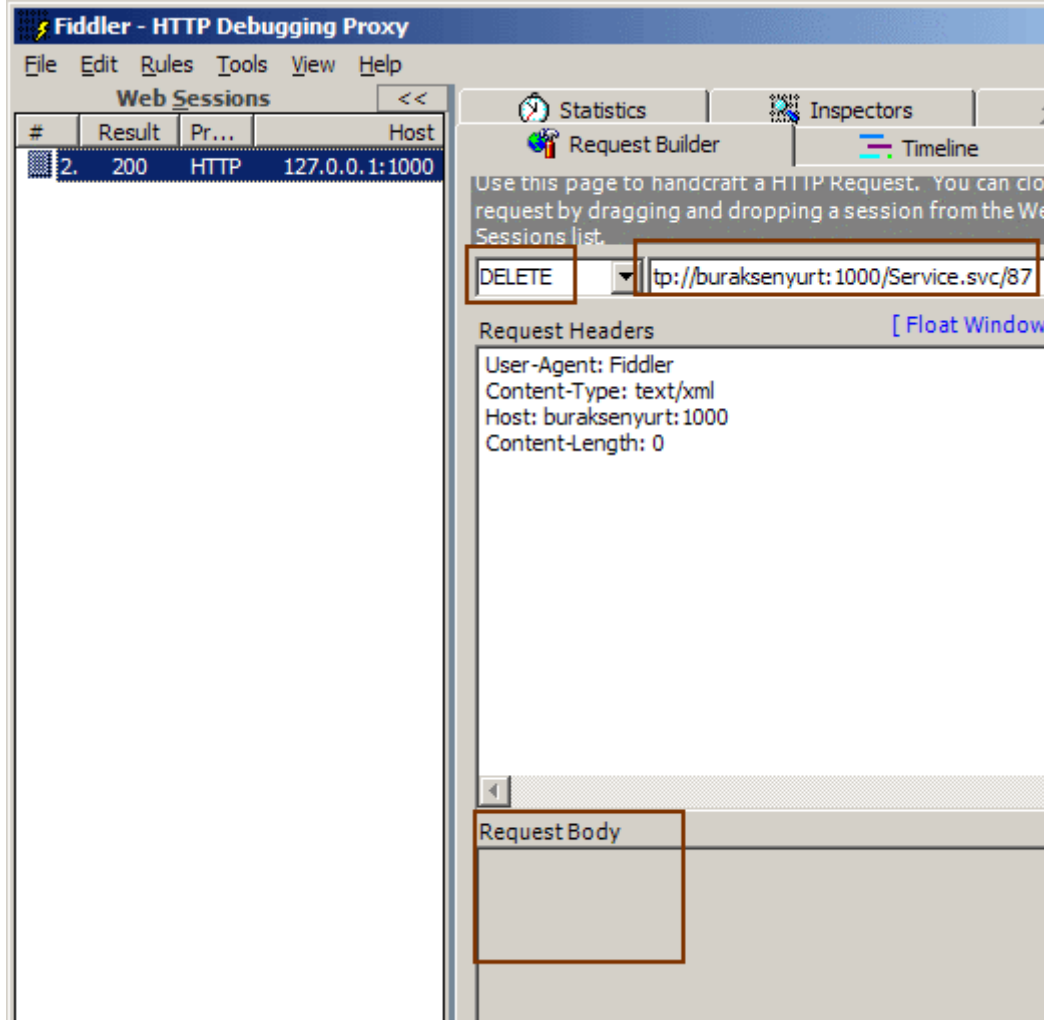 Fiddler - HTTP Debugging Proxy
File Edit Rules Tools View Help
Web Sessions <<
# Result Pr... Host
2. 200 HTTP 127.0.0.1:1000
Statistics Inspectors
Request Builder Timeline
Use this page to handcraft a HTTP Request. You can clo
request by dragging and dropping a session from the We
Sessions list.
DELETE tp://buraksenyurt:1000/Service.svc/87
Request Headers [ Float Window
User-Agent: Fiddler
Content-Type: text/xml
Host: buraksenyurt:1000
Content-Length: 0
Request Body